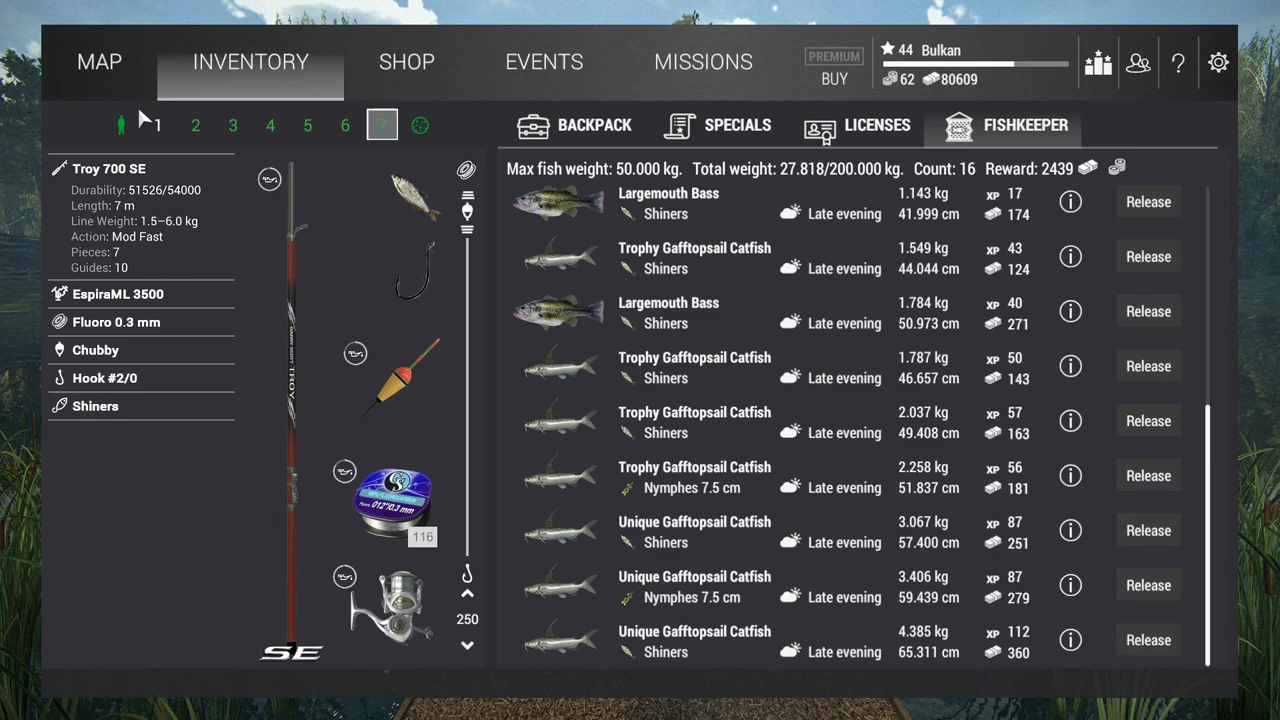 MAP INVENTORY SHOP EVENTS MISSIONS PREMIUM BUY 44 Bulkan
62 80609
1 2 3 4 5 6 7 BACKPACK SPECIALS LICENSES FISHKEEPER
Max fish weight: 50.000 kg. Total weight: 27.818/200.000 kg. Count: 16 Reward: 2439
Troy 700 SE
Durability: 51526/54000
Length: 7 m
Line Weight: 1.5–6.0 kg
Action: Mod Fast
Pieces: 7
Guides: 10
EspiraML 3500
Fluoro 0.3 mm
Chubby
Hook #2/0
Shiners
TROY
100% FLUOROCARBON
012"/0.3 mm
116
250
SE
Largemouth Bass 1.143 kg XP 17 Release
Shiners Late evening 41.999 cm 174
Trophy Gafftopsail Catfish 1.549 kg XP 43 Release
Shiners Late evening 44.044 cm 124
Largemouth Bass 1.784 kg XP 40 Release
Shiners Late evening 50.973 cm 271
Trophy Gafftopsail Catfish 1.787 kg XP 50 Release
Shiners Late evening 46.657 cm 143
Trophy Gafftopsail Catfish 2.037 kg XP 57 Release
Shiners Late evening 49.408 cm 163
Trophy Gafftopsail Catfish 2.258 kg XP 56 Release
Nymphes 7.5 cm Late evening 51.837 cm 181
Unique Gafftopsail Catfish 3.067 kg XP 87 Release
Shiners Late evening 57.400 cm 251
Unique Gafftopsail Catfish 3.406 kg XP 87 Release
Nymphes 7.5 cm Late evening 59.439 cm 279
Unique Gafftopsail Catfish 4.385 kg XP 112 Release
Shiners Late evening 65.311 cm 360